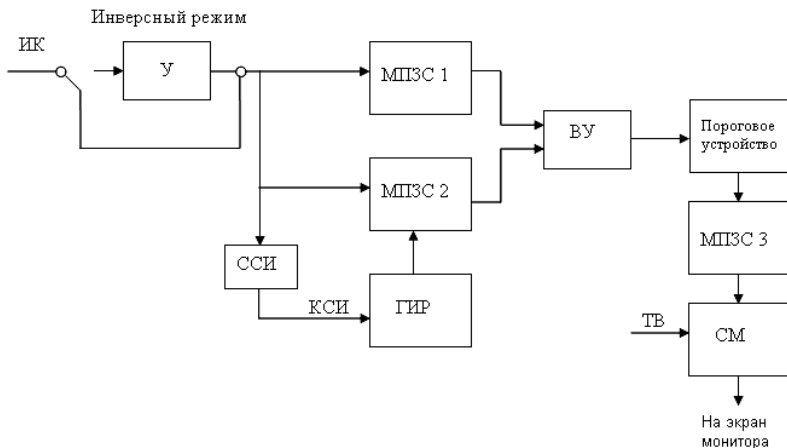 Инверсный режим
ИК
У
МПЗС 1
ВУ
Пороговое
устройство
МПЗС 2
МПЗС 3
ССИ
КСИ
ГИР
ТВ
СМ
На экран
монитора